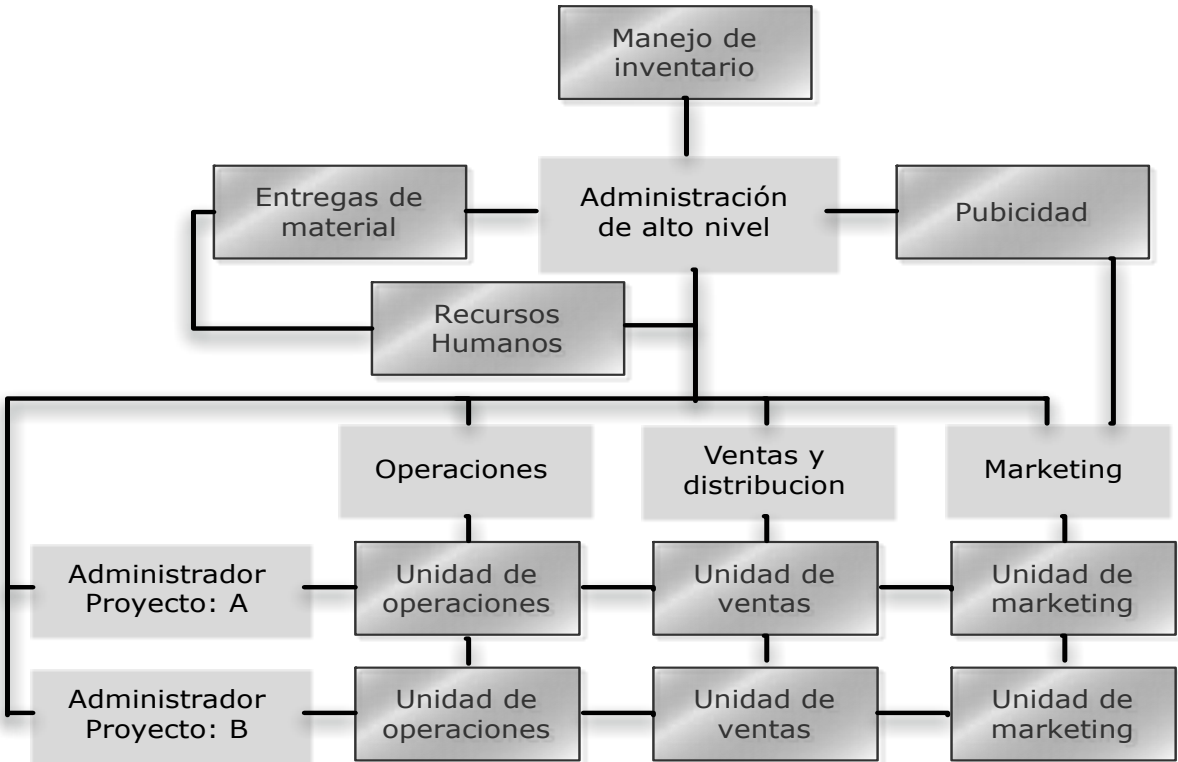 Manejo de
inventario
Entregas de
material
Administración
de alto nivel
Pubicidad
Recursos
Humanos
Operaciones
Ventas y
distribucion
Marketing
Administrador
Proyecto: A
Unidad de
operaciones
Unidad de
ventas
Unidad de
marketing
Administrador
Proyecto: B
Unidad de
operaciones
Unidad de
ventas
Unidad de
marketing